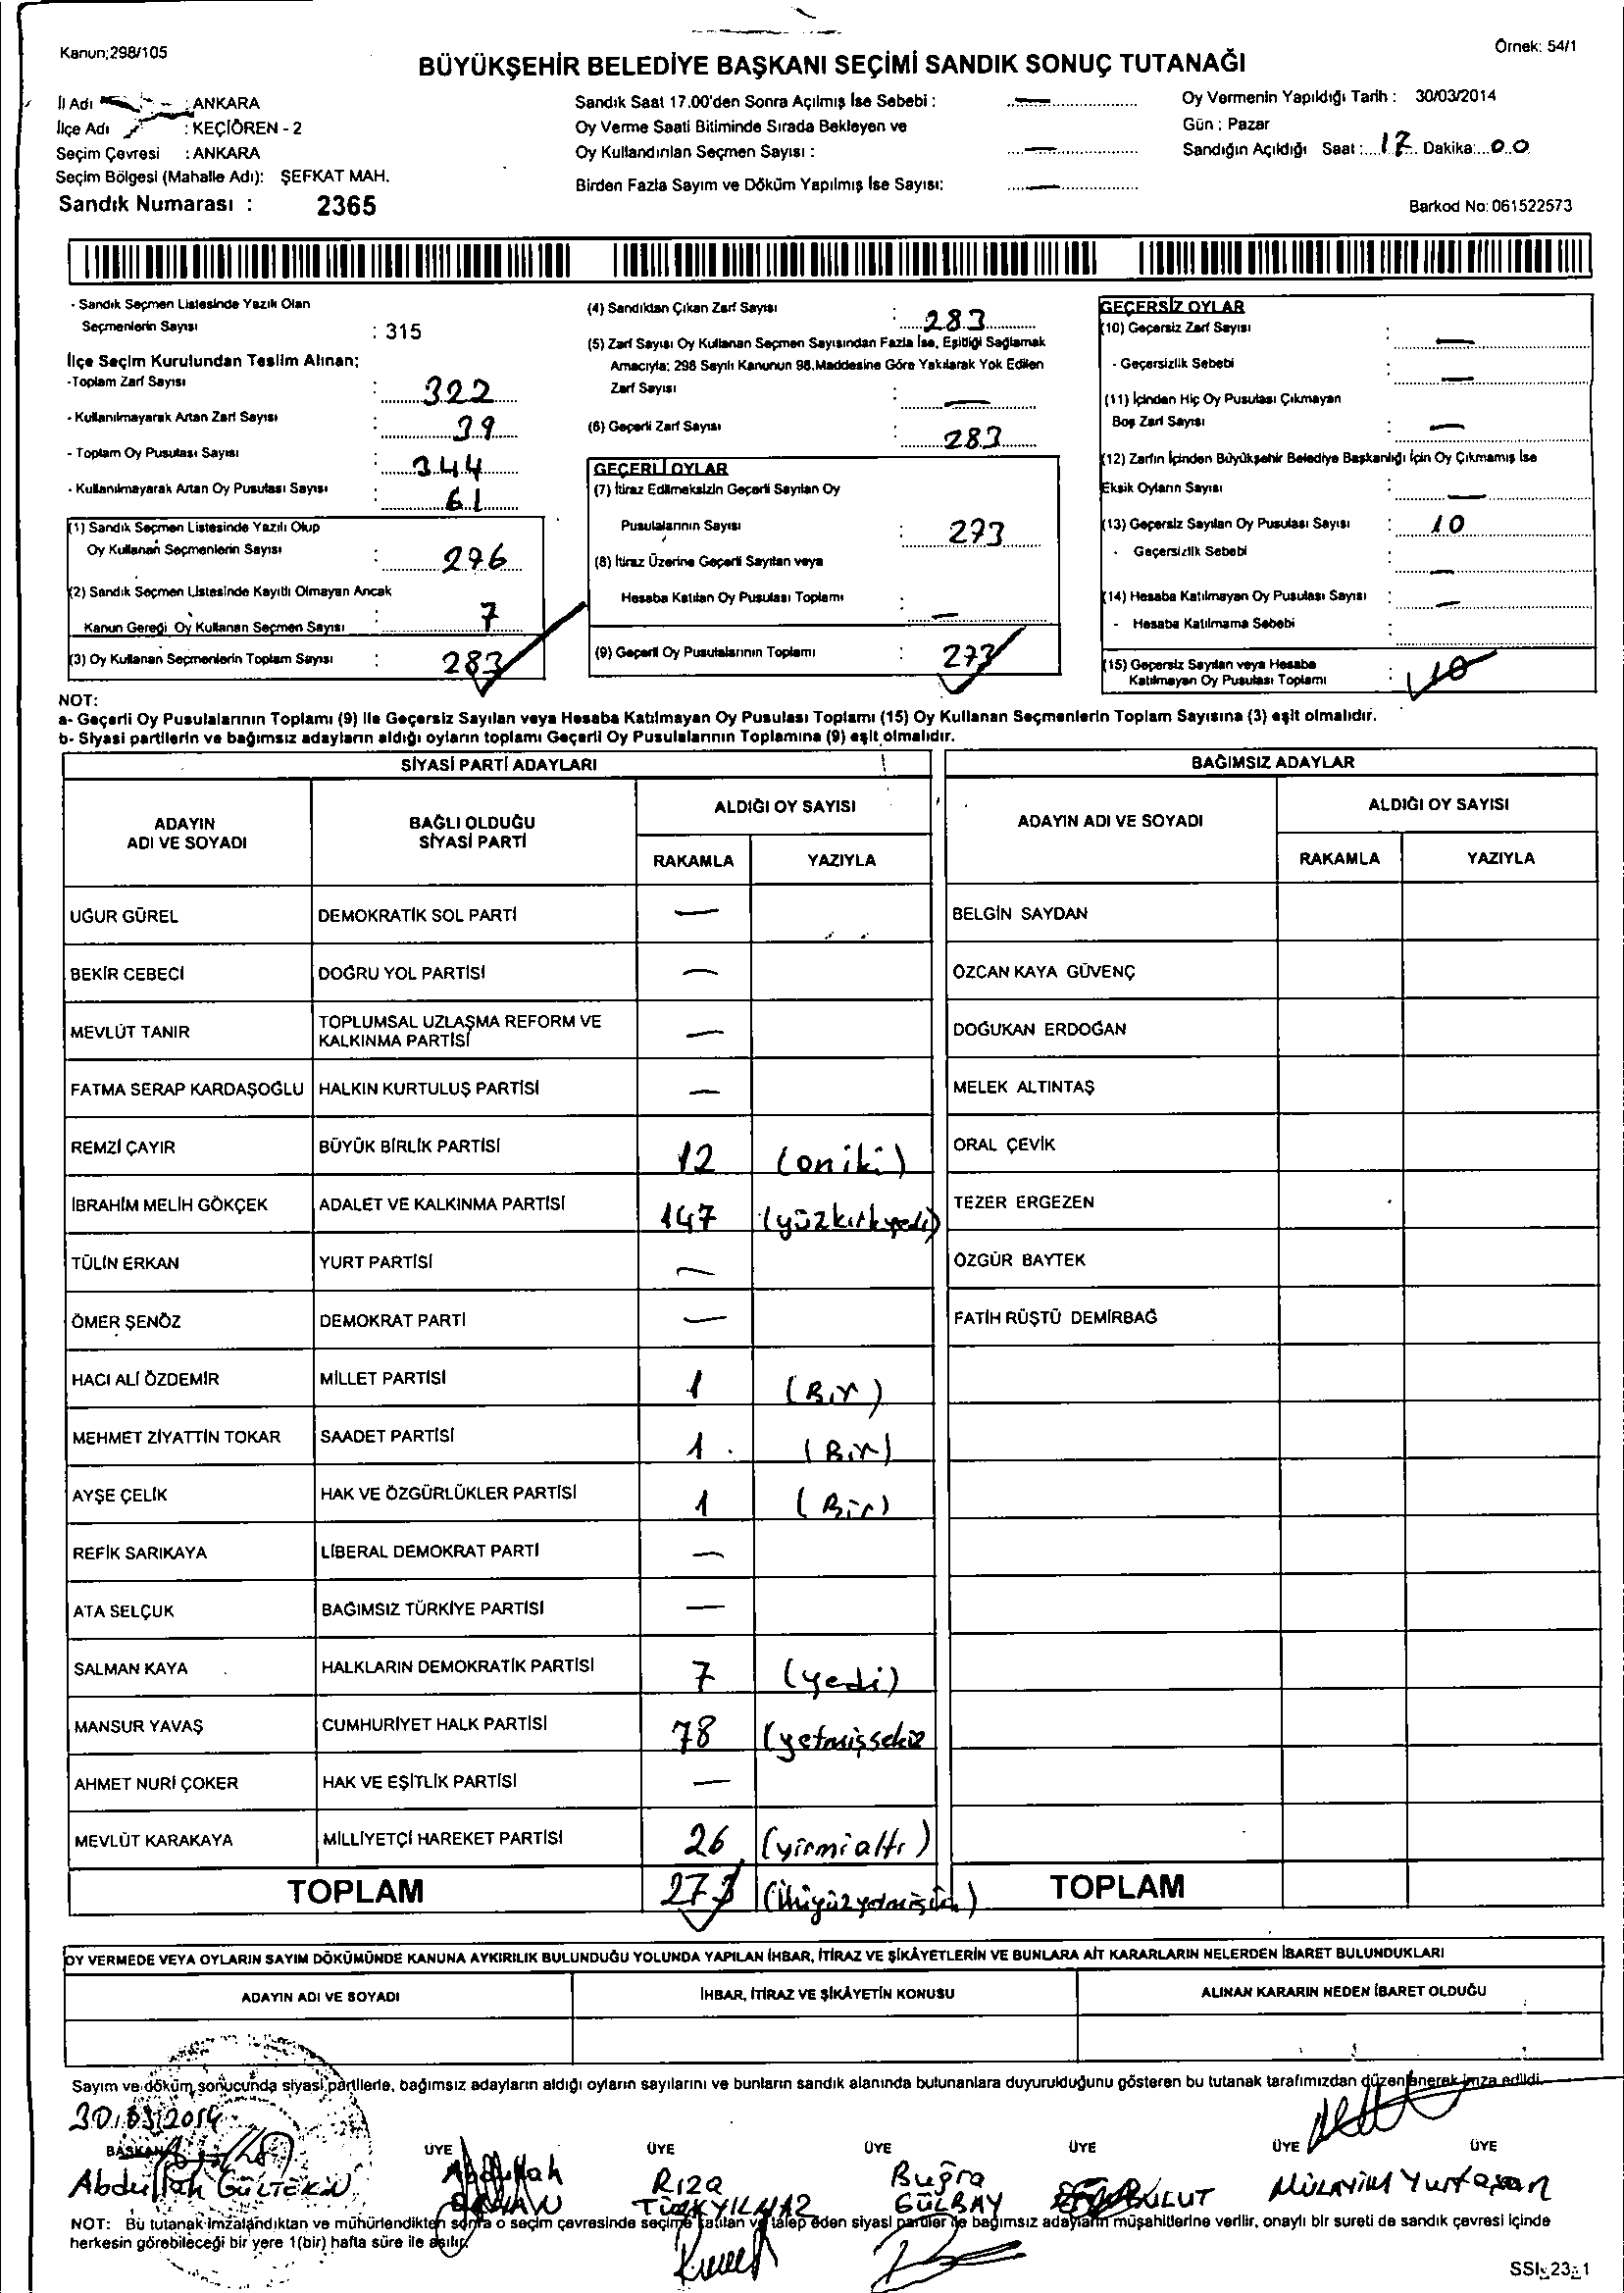 Kanun;298/105
Örnek: 54/1
BÜYÜKŞEHİR BELEDİYE BAŞKANI SEÇİMİ SANDIK SONUÇ TUTANAĞI
İl Adı : ANKARA
İlçe Adı : KEÇİÖREN - 2
Seçim Çevresi : ANKARA
Seçim Bölgesi (Mahalle Adı): ŞEFKAT MAH.
Sandık Numarası : 2365
Sandık Saat 17.00'den Sonra Açılmış İse Sebebi : —
Oy Verme Saati Bitiminde Sırada Bekleyen ve
Oy Kullandırılan Seçmen Sayısı : —
Birden Fazla Sayım ve Döküm Yapılmış İse Sayısı: —
Oy Vermenin Yapıldığı Tarih : 30/03/2014
Gün : Pazar
Sandığın Açıldığı Saat :....17.. Dakika:...00
Barkod No: 061522573
- Sandık Seçmen Listesinde Yazılı Olan
Seçmenlerin Sayısı : 315
İlçe Seçim Kurulundan Teslim Alınan;
-Toplam Zarf Sayısı : 322
- Kullanılmayarak Artan Zarf Sayısı : 39
- Toplam Oy Pusulası Sayısı : 344
- Kullanılmayarak Artan Oy Pusulası Sayısı : 61
(1) Sandık Seçmen Listesinde Yazılı Olup
Oy Kullanan Seçmenlerin Sayısı : 276
(2) Sandık Seçmen Listesinde Kayıtlı Olmayan Ancak
Kanun Gereği Oy Kullanan Seçmen Sayısı : 7
(3) Oy Kullanan Seçmenlerin Toplam Sayısı : 283
(4) Sandıktan Çıkan Zarf Sayısı : 283
(5) Zarf Sayısı Oy Kullanan Seçmen Sayısından Fazla İse, Eşitliği Sağlamak
Amacıyla; 298 Sayılı Kanunun 98.Maddesine Göre Yakılarak Yok Edilen
Zarf Sayısı : —
(6) Geçerli Zarf Sayısı : 283
GEÇERLİ OYLAR
(7) İtiraz Edilmeksizin Geçerli Sayılan Oy
Pusulalarının Sayısı : 273
(8) İtiraz Üzerine Geçerli Sayılan veya
Hesaba Katılan Oy Pusulası Toplamı : —
(9) Geçerli Oy Pusulalarının Toplamı : 273
GEÇERSİZ OYLAR
(10) Geçersiz Zarf Sayısı : —
- Geçersizlik Sebebi : —
(11) İçinden Hiç Oy Pusulası Çıkmayan
Boş Zarf Sayısı : —
(12) Zarfın İçinden Büyükşehir Belediye Başkanlığı İçin Oy Çıkmamış İse
Eksik Oyların Sayısı : —
(13) Geçersiz Sayılan Oy Pusulası Sayısı : 10
- Geçersizlik Sebebi : —
(14) Hesaba Katılmayan Oy Pusulası Sayısı : —
- Hesaba Katılmama Sebebi :
(15) Geçersiz Sayılan veya Hesaba
Katılmayan Oy Pusulası Toplamı : 10
NOT:
a- Geçerli Oy Pusulalarının Toplamı (9) İle Geçersiz Sayılan veya Hesaba Katılmayan Oy Pusulası Toplamı (15) Oy Kullanan Seçmenlerin Toplam Sayısına (3) eşit olmalıdır.
b- Siyasi partilerin ve bağımsız adayların aldığı oyların toplamı Geçerli Oy Pusulalarının Toplamına (9) eşit olmalıdır.
SİYASİ PARTİ ADAYLARI
ADAYIN ADI VE SOYADI
BAĞLI OLDUĞU SİYASİ PARTİ
ALDIĞI OY SAYISI
RAKAMLA YAZIYLA
UĞUR GÜREL DEMOKRATİK SOL PARTİ —
BEKİR CEBECİ DOĞRU YOL PARTİSİ —
MEVLÜT TANIR TOPLUMSAL UZLAŞMA REFORM VE KALKINMA PARTİSİ —
FATMA SERAP KARDAŞOĞLU HALKIN KURTULUŞ PARTİSİ —
REMZİ ÇAYIR BÜYÜK BİRLİK PARTİSİ 12 (oniki)
İBRAHİM MELİH GÖKÇEK ADALET VE KALKINMA PARTİSİ 147 (yüzkırkyedi)
TÜLİN ERKAN YURT PARTİSİ —
ÖMER ŞENÖZ DEMOKRAT PARTİ —
HACI ALİ ÖZDEMİR MİLLET PARTİSİ 1 (Bir)
MEHMET ZİYATTİN TOKAR SAADET PARTİSİ 1 (Bir)
AYŞE ÇELİK HAK VE ÖZGÜRLÜKLER PARTİSİ 1 (Bir)
REFİK SARIKAYA LİBERAL DEMOKRAT PARTİ —
ATA SELÇUK BAĞIMSIZ TÜRKİYE PARTİSİ —
SALMAN KAYA HALKLARIN DEMOKRATİK PARTİSİ 7 (yedi)
MANSUR YAVAŞ CUMHURİYET HALK PARTİSİ 78 (yetmişsekiz
AHMET NURİ ÇOKER HAK VE EŞİTLİK PARTİSİ —
MEVLÜT KARAKAYA MİLLİYETÇİ HAREKET PARTİSİ 26 (yirmialtı)
TOPLAM 273 (ikiyüzyetmişüç)
BAĞIMSIZ ADAYLAR
ADAYIN ADI VE SOYADI
ALDIĞI OY SAYISI
RAKAMLA YAZIYLA
BELGİN SAYDAN
ÖZCAN KAYA GÜVENÇ
DOĞUKAN ERDOĞAN
MELEK ALTINTAŞ
ORAL ÇEVİK
TEZER ERGEZEN
ÖZGÜR BAYTEK
FATİH RÜŞTÜ DEMİRBAĞ
TOPLAM
OY VERMEDE VEYA OYLARIN SAYIM DÖKÜMÜNDE KANUNA AYKIRILIK BULUNDUĞU YOLUNDA YAPILAN İHBAR, İTİRAZ VE ŞİKÂYETLERİN VE BUNLARA AİT KARARLARIN NELERDEN İBARET BULUNDUKLARI
ADAYIN ADI VE SOYADI İHBAR, İTİRAZ VE ŞİKÂYETİN KONUSU ALINAN KARARIN NEDEN İBARET OLDUĞU
Sayım ve döküm sonucunda siyasi partilerle, bağımsız adayların aldığı oyların sayılarını ve bunların sandık alanında bulunanlara duyurulduğunu gösteren bu tutanak tarafımızdan düzenlenerek imza edildi.
30/03/2014
BAŞKAN ÜYE ÜYE ÜYE ÜYE ÜYE ÜYE
Abdullah GÜLTEKİN
Abdullah
Rıza TÜRKYILMAZ
Buğra GÜLBAY
BULUT
MÜLAYİM Yurtaşan
NOT: Bu tutanak imzalandıktan ve mühürlendikten sonra o seçim çevresinde seçime katılan ve talep eden siyasi partiler ile bağımsız adayların müşahitlerine verilir, onaylı bir sureti de sandık çevresi içinde
herkesin görebileceği bir yere 1(bir) hafta süre ile asılır.
SSI-23-1